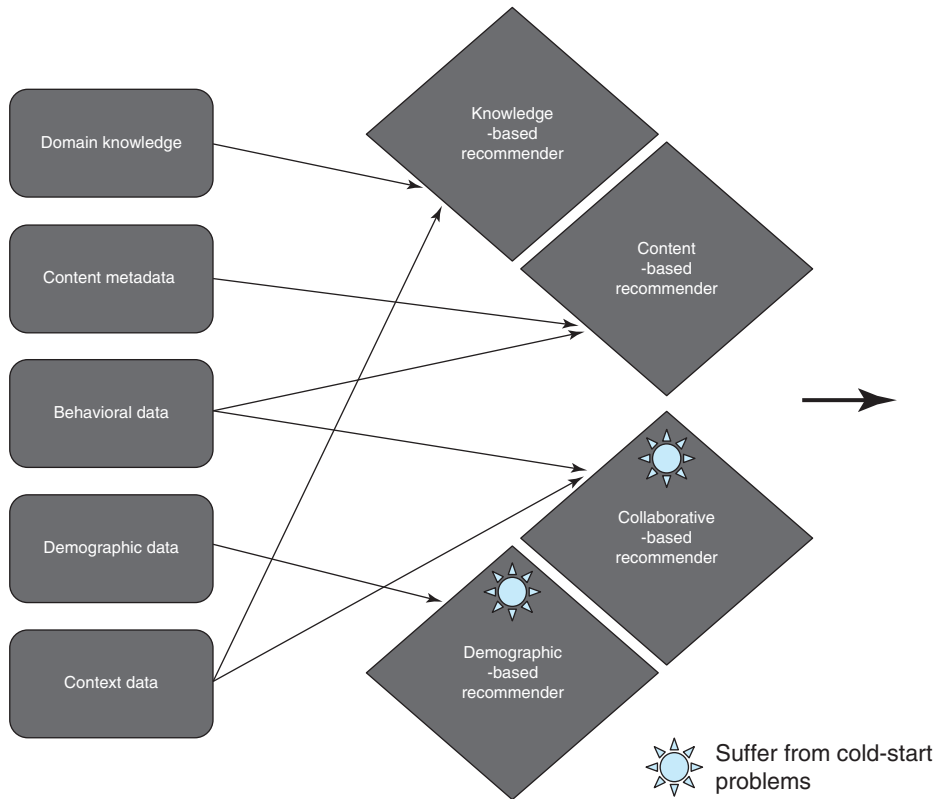 Domain knowledge
Content metadata
Behavioral data
Demographic data
Context data
Knowledge
-based
recommender
Content
-based
recommender
Collaborative
-based
recommender
Demographic
-based
recommender
Suffer from cold-start
problems